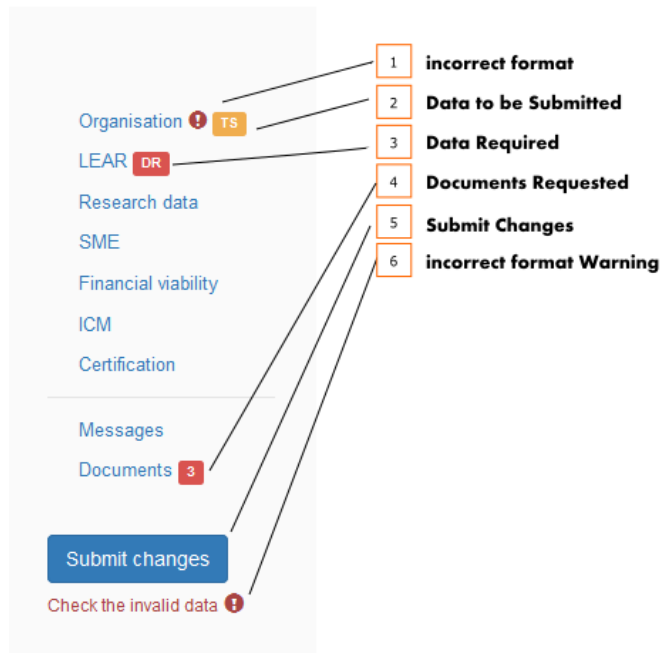 1 incorrect format
2 Data to be Submitted
3 Data Required
4 Documents Requested
5 Submit Changes
6 incorrect format Warning
Organisation ! TS
LEAR DR
Research data
SME
Financial viability
ICM
Certification
Messages
Documents 3
Submit changes
Check the invalid data !